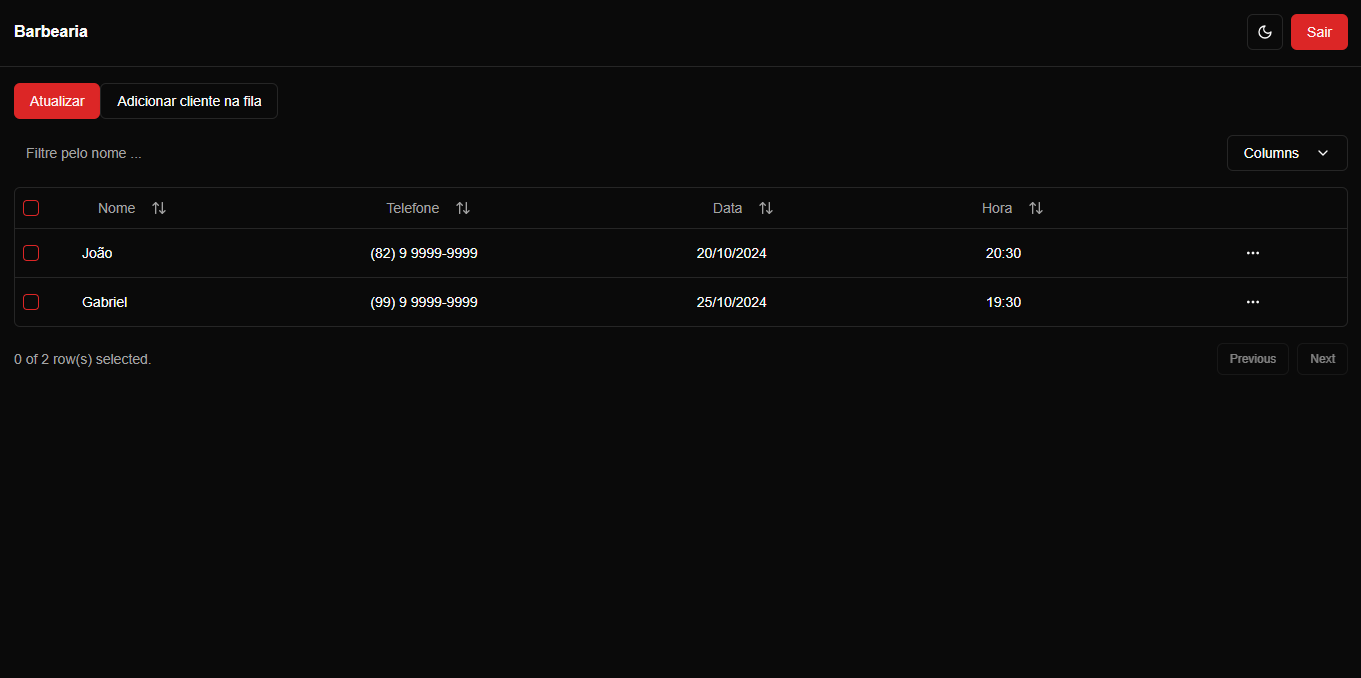 Barbearia Sair
Atualizar Adicionar cliente na fila
Filtre pelo nome ... Columns
Nome Telefone Data Hora
João (82) 9 9999-9999 20/10/2024 20:30
Gabriel (99) 9 9999-9999 25/10/2024 19:30
0 of 2 row(s) selected. Previous Next